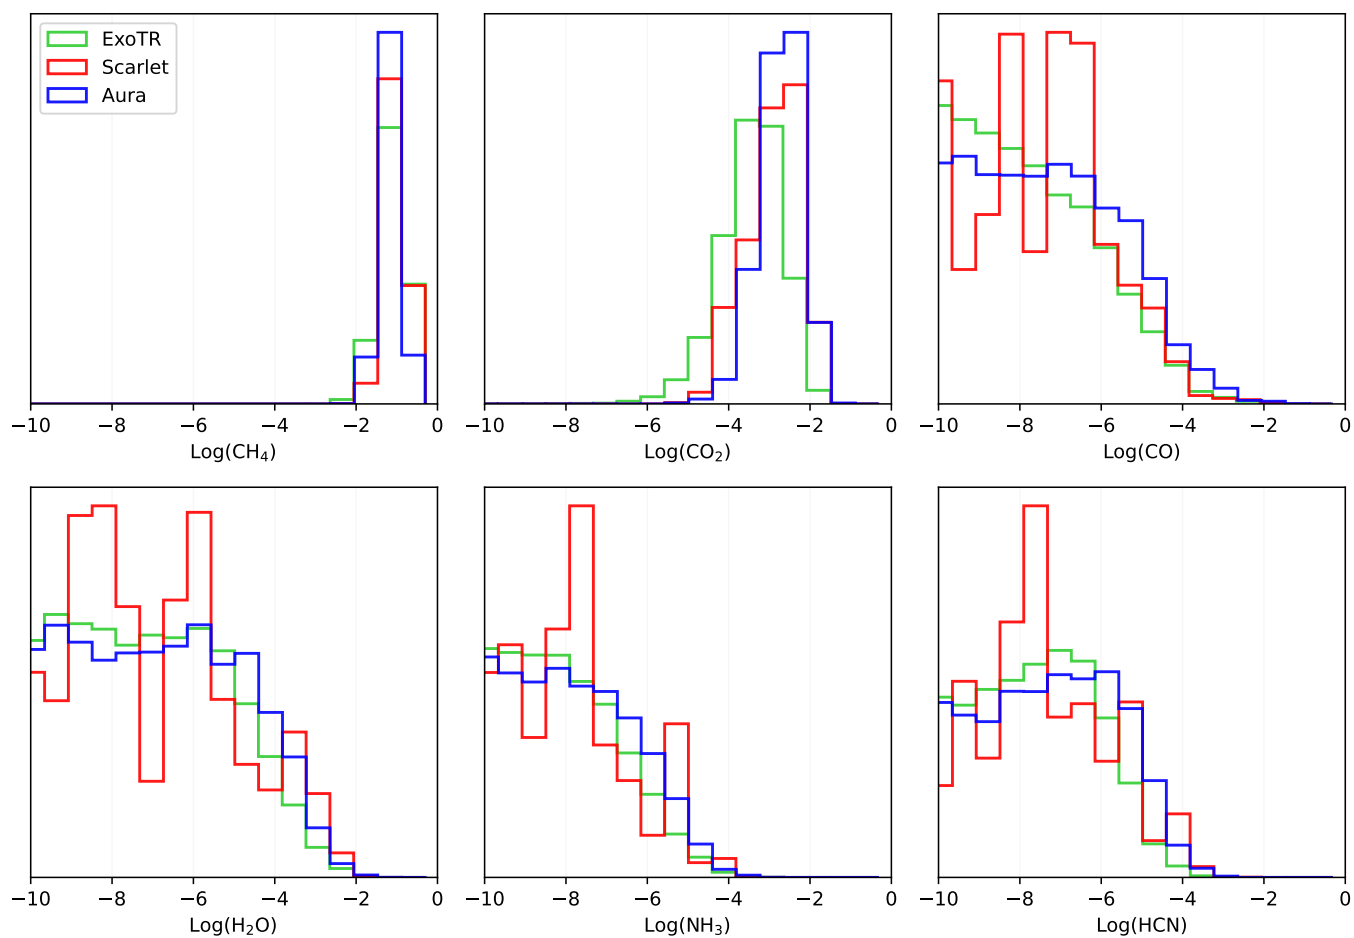 ExoTR
Scarlet
Aura
−10 −8 −6 −4 −2 0
Log(CH₄)
−10 −8 −6 −4 −2 0
Log(CO₂)
−10 −8 −6 −4 −2 0
Log(CO)
−10 −8 −6 −4 −2 0
Log(H₂O)
−10 −8 −6 −4 −2 0
Log(NH₃)
−10 −8 −6 −4 −2 0
Log(HCN)